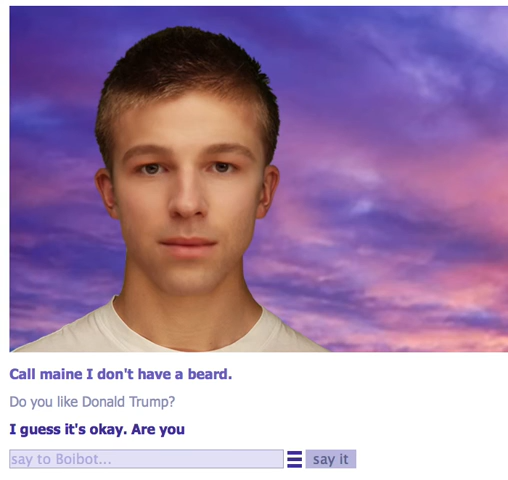 Call maine I don't have a beard.
Do you like Donald Trump?
I guess it's okay. Are you
say to Boibot...
say it